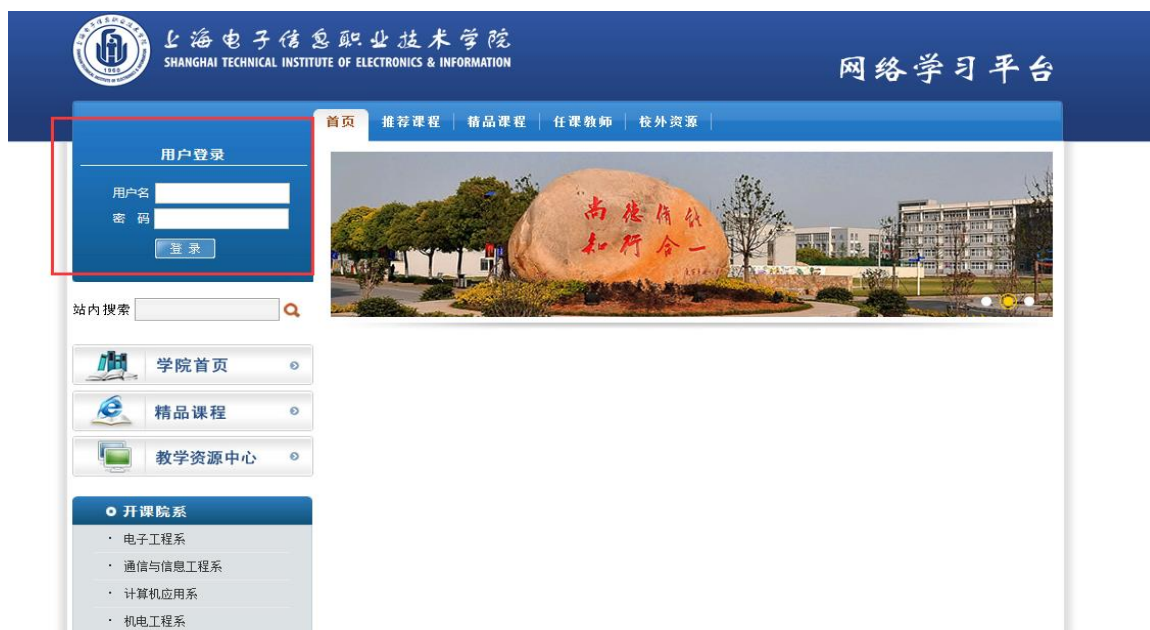 上海电子信息职业技术学院
SHANGHAI TECHNICAL INSTITUTE OF ELECTRONICS & INFORMATION
1960
网络学习平台
首页 推荐课程 精品课程 任课教师 校外资源
用户登录
用户名
密 码
登 录
尚德信技
知行合一
站内搜索
学院首页
精品课程
教学资源中心
开课院系
· 电子工程系
· 通信与信息工程系
· 计算机应用系
· 机电工程系